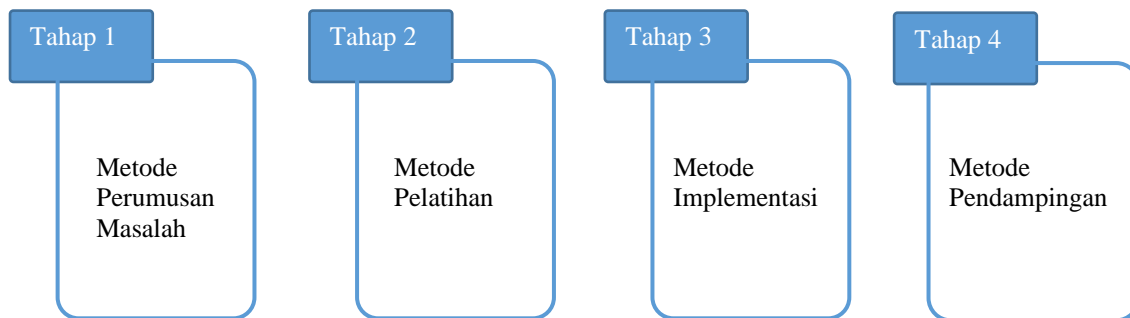 Tahap 1
Metode
Perumusan
Masalah
Tahap 2
Metode
Pelatihan
Tahap 3
Metode
Implementasi
Tahap 4
Metode
Pendampingan